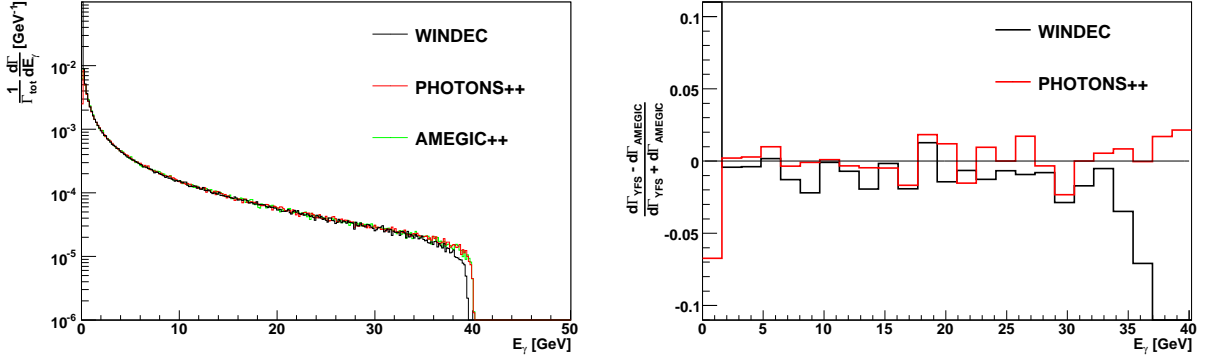 1/Γtot dΓ/dEγ [GeV⁻¹]
10⁻²
10⁻³
10⁻⁴
10⁻⁵
10⁻⁶
WINDEC
PHOTONS++
AMEGIC++
0 10 20 30 40 50
Eγ [GeV]
dΓYFS - dΓAMEGIC
dΓYFS + dΓAMEGIC
0.1
0.05
0
-0.05
-0.1
WINDEC
PHOTONS++
0 5 10 15 20 25 30 35 40
Eγ [GeV]